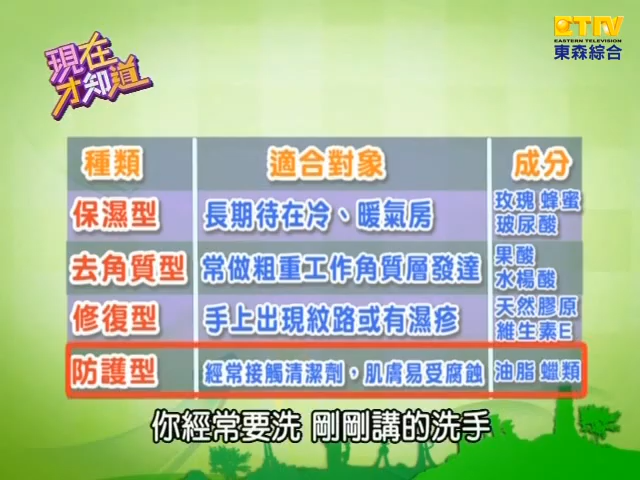 現在
才知道
ETTV
EASTERN TELEVISION
東森綜合
種類 適合對象 成分
保濕型 長期待在冷、暖氣房 玫瑰 蜂蜜
玻尿酸
去角質型 常做粗重工作角質層發達 果酸
水楊酸
修復型 手上出現紋路或有濕疹 天然膠原
維生素E
防護型 經常接觸清潔劑，肌膚易受腐蝕 油脂 蠟類
你經常要洗 剛剛講的洗手